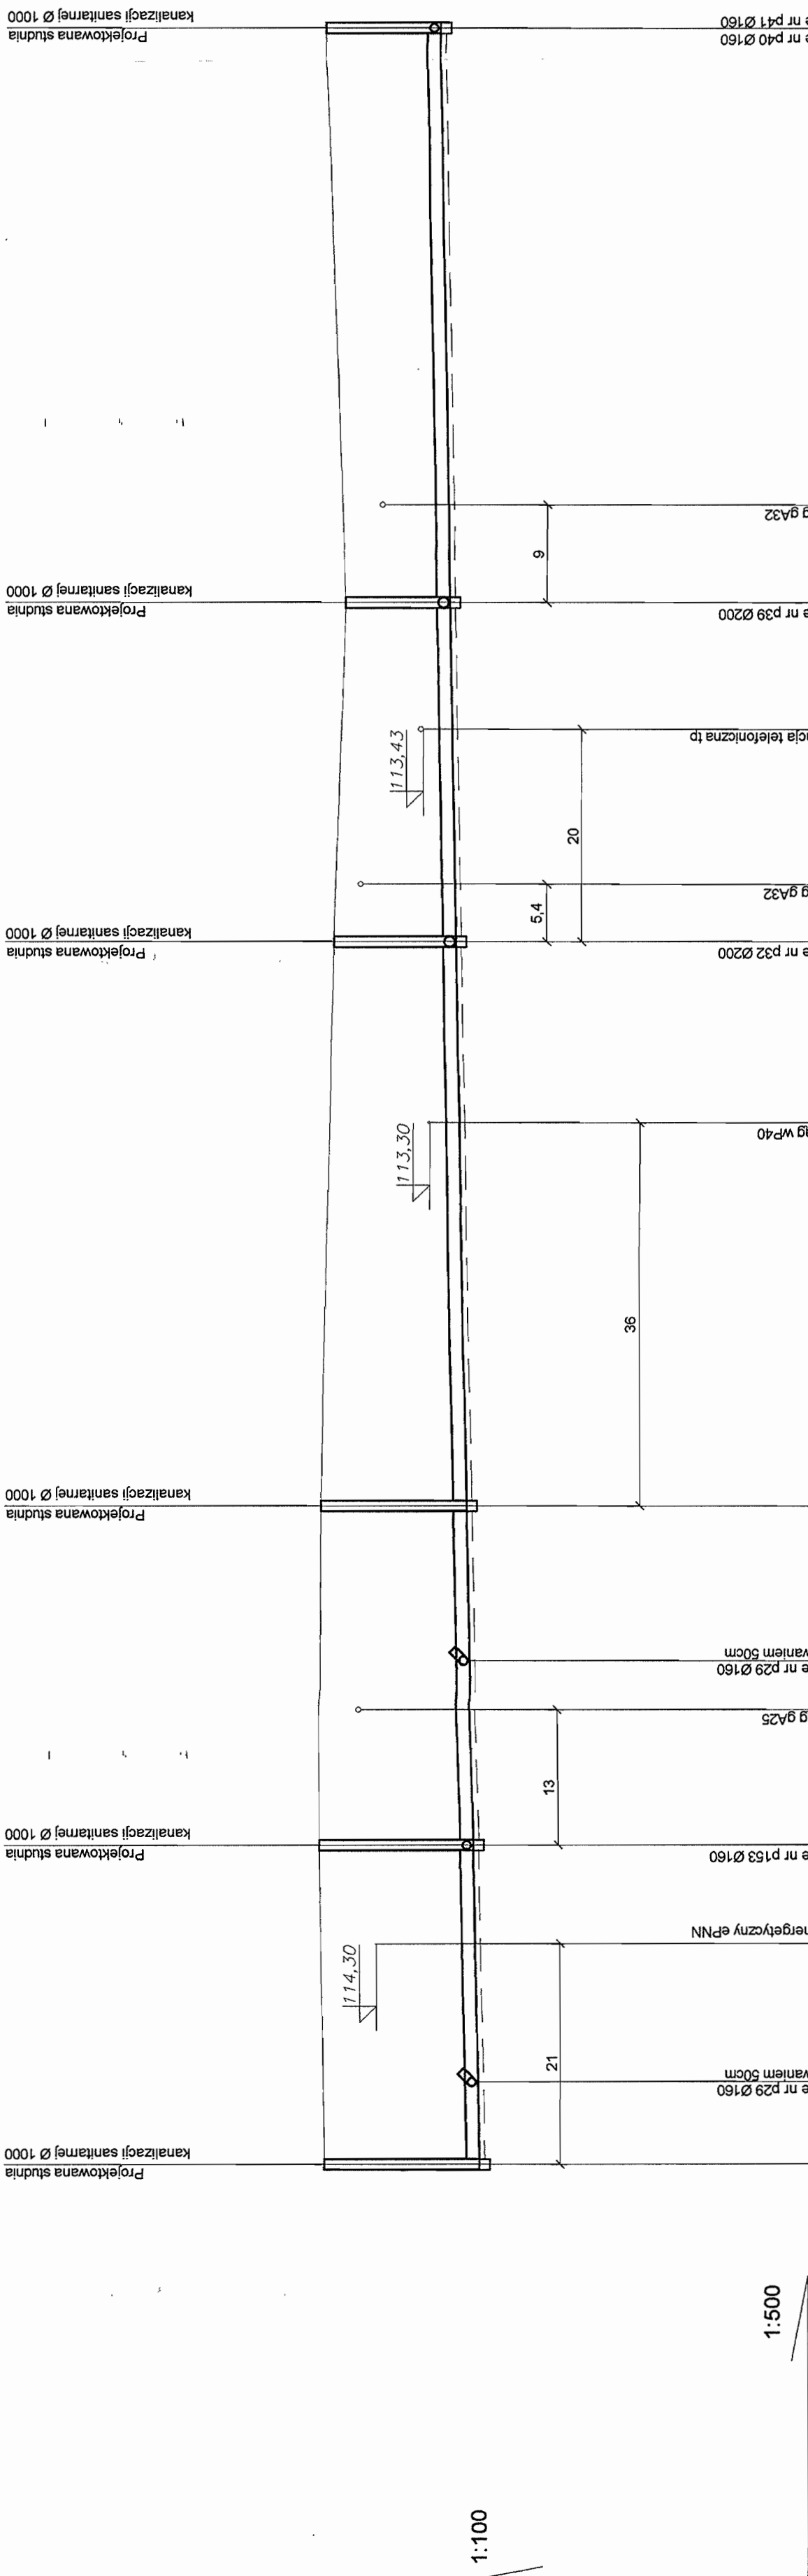 Projektowana studnia
kanalizacji sanitarnej Ø 1000
Projektowana studnia
kanalizacji sanitarnej Ø 1000
Projektowana studnia
kanalizacji sanitarnej Ø 1000
Projektowana studnia
kanalizacji sanitarnej Ø 1000
Projektowana studnia
kanalizacji sanitarnej Ø 1000
Projektowana studnia
kanalizacji sanitarnej Ø 1000
114,30
113,30
113,43
21
13
36
5,4
20
9
e nr p29 Ø160
waniem 50cm
nergetyczny ePNN
e nr p153 Ø160
g gA25
e nr p29 Ø160
waniem 50cm
ąg wP40
e nr p32 Ø200
g gA32
cja telefoniczna tp
e nr p39 Ø200
g gA32
e nr p40 Ø160
e nr p41 Ø160
1:100
1:500